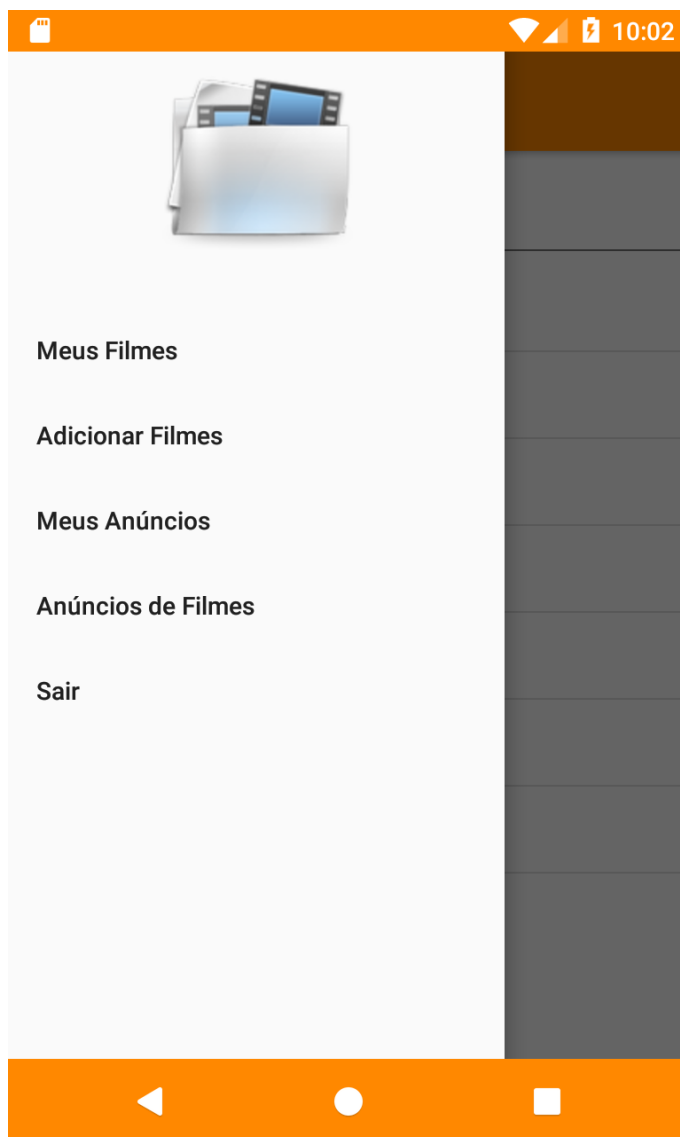 10:02
Meus Filmes
Adicionar Filmes
Meus Anúncios
Anúncios de Filmes
Sair